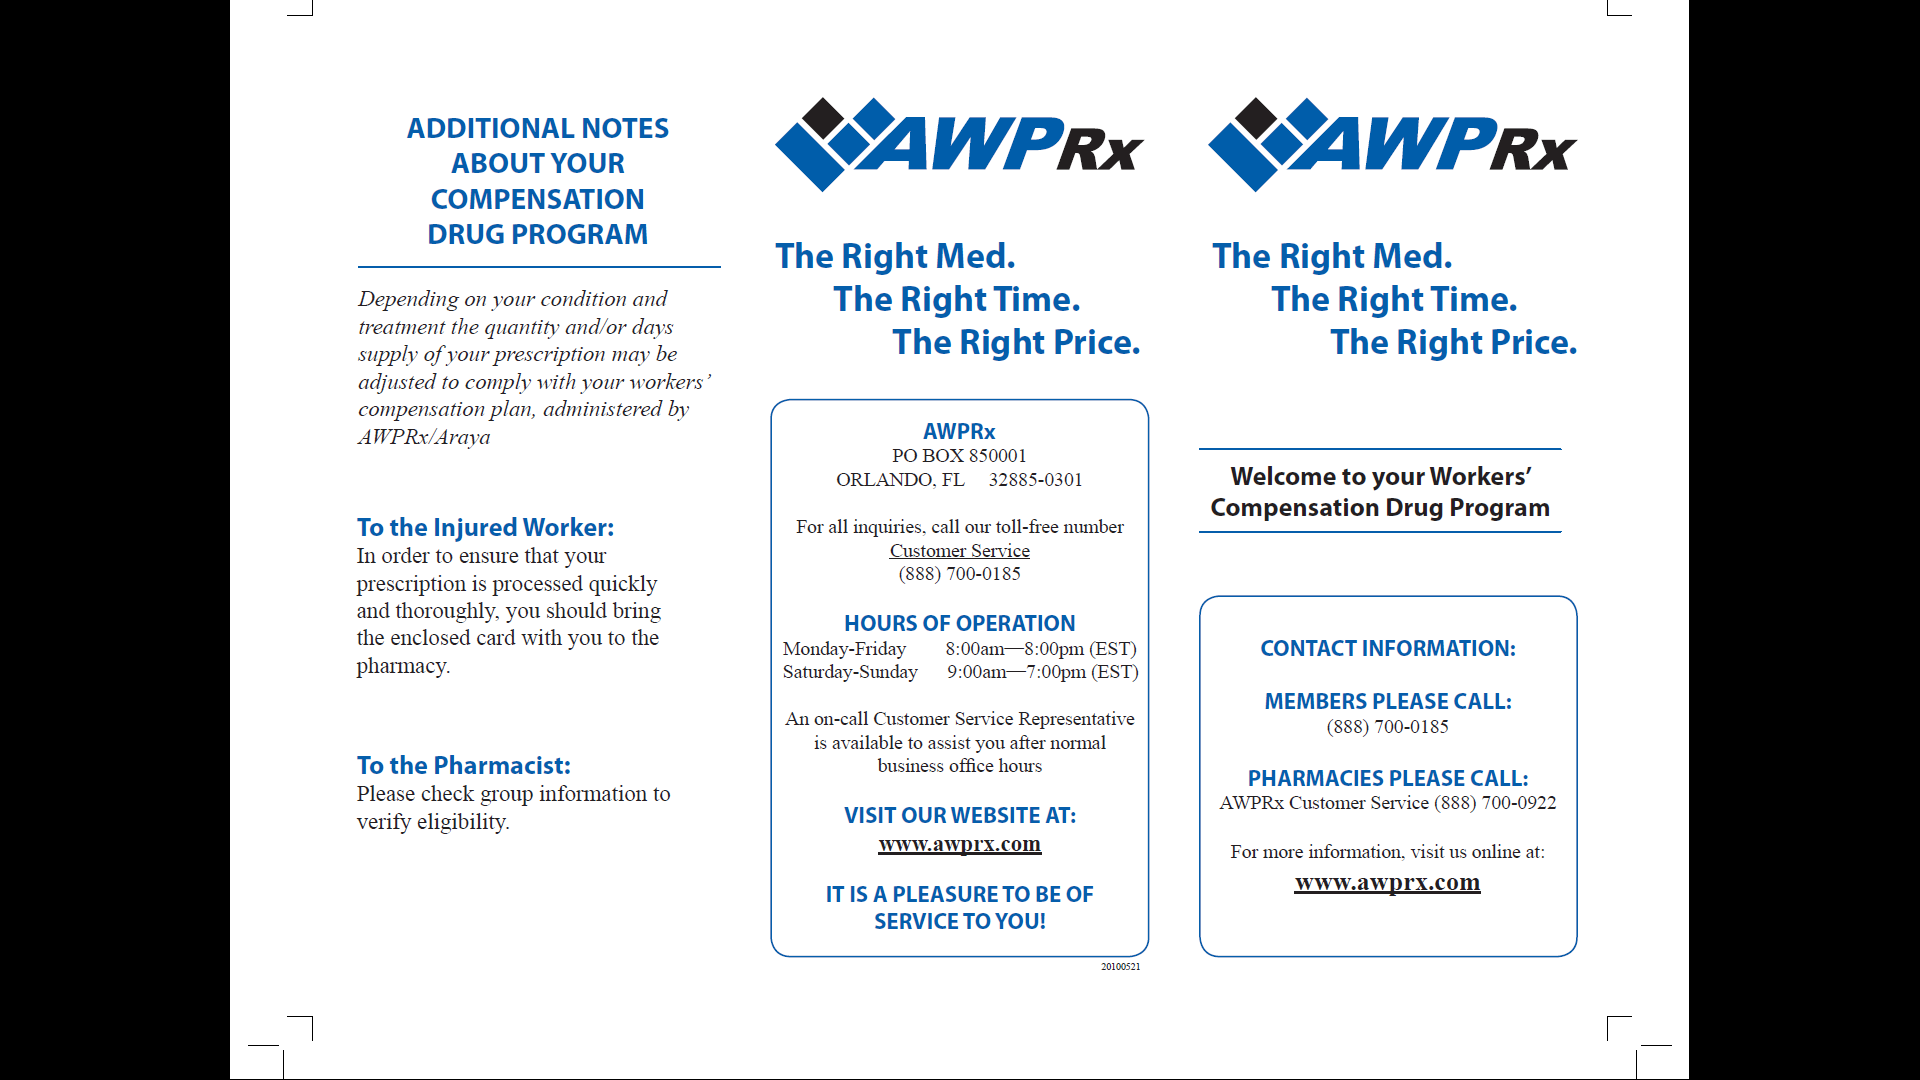 ADDITIONAL NOTES
ABOUT YOUR
COMPENSATION
DRUG PROGRAM
Depending on your condition and
treatment the quantity and/or days
supply of your prescription may be
adjusted to comply with your workers’
compensation plan, administered by
AWPRx/Araya
To the Injured Worker:
In order to ensure that your
prescription is processed quickly
and thoroughly, you should bring
the enclosed card with you to the
pharmacy.
To the Pharmacist:
Please check group information to
verify eligibility.
AWPRx
The Right Med.
The Right Time.
The Right Price.
AWPRx
PO BOX 850001
ORLANDO, FL 32885-0301
For all inquiries, call our toll-free number
Customer Service
(888) 700-0185
HOURS OF OPERATION
Monday-Friday 8:00am—8:00pm (EST)
Saturday-Sunday 9:00am—7:00pm (EST)
An on-call Customer Service Representative
is available to assist you after normal
business office hours
VISIT OUR WEBSITE AT:
www.awprx.com
IT IS A PLEASURE TO BE OF
SERVICE TO YOU!
20100521
AWPRx
The Right Med.
The Right Time.
The Right Price.
Welcome to your Workers’
Compensation Drug Program
CONTACT INFORMATION:
MEMBERS PLEASE CALL:
(888) 700-0185
PHARMACIES PLEASE CALL:
AWPRx Customer Service (888) 700-0922
For more information, visit us online at:
www.awprx.com